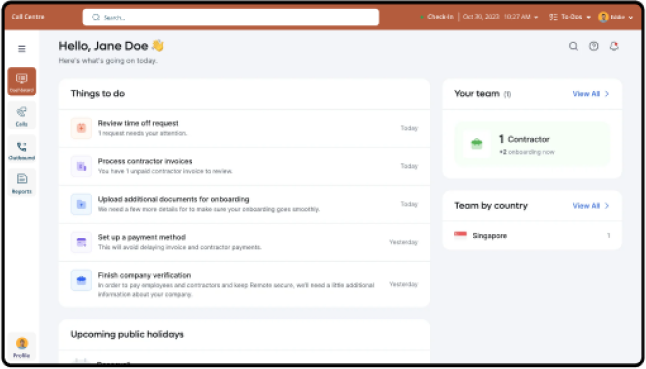 Call Centre
Search...
Check-in | Oct 30, 2023 10:27 AM
To-Dos
Hello, Jane Doe 👋
Here's what's going on today.
Dashboard
Calls
Outbound
Reports
Profile
Things to do
Review time off request
1 request needs your attention.
Today
Process contractor invoices
You have 1 unpaid contractor invoice to review.
Today
Upload additional documents for onboarding
We need a few more details for to make sure your onboarding goes smoothly.
Today
Set up a payment method
This will avoid delaying invoice and contractor payments.
Yesterday
Finish company verification
In order to pay employees and contractors and keep Remote secure, we'll need a little additional
information about your company.
Yesterday
Upcoming public holidays
Your team (1)
View All >
1 Contractor
+2 onboarding now
Team by country
View All >
Singapore
1